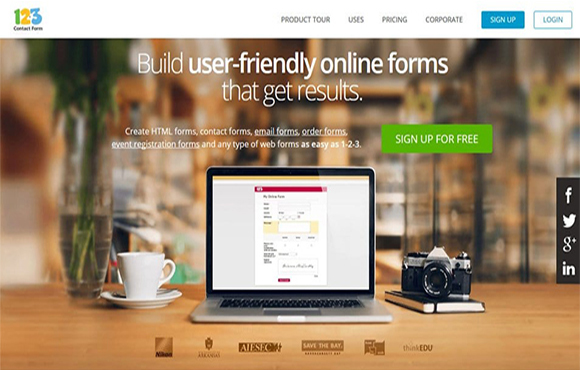 123
Contact Form
PRODUCT TOUR
USES
PRICING
CORPORATE
SIGN UP
LOGIN
Build user-friendly online forms
that get results.
Create HTML forms, contact forms, email forms, order forms,
event registration forms and any type of web forms as easy as 1-2-3.
SIGN UP FOR FREE
Nikon
ARKANSAS
AIESEC
SAVE THE BAY.
thinkEDU